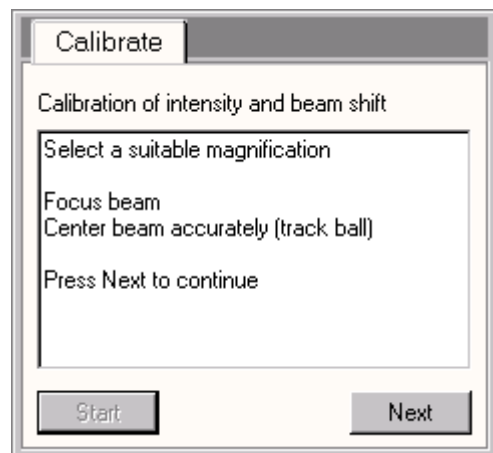 Calibrate
Calibration of intensity and beam shift
Select a suitable magnification
Focus beam
Center beam accurately (track ball)
Press Next to continue
Start
Next